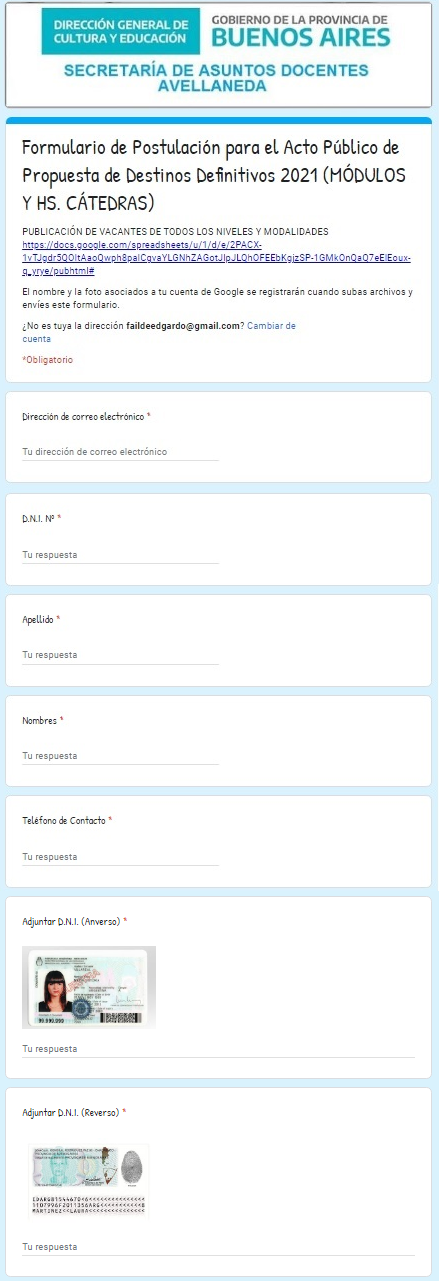 DIRECCIÓN GENERAL DE
CULTURA Y EDUCACIÓN
GOBIERNO DE LA PROVINCIA DE
BUENOS AIRES
SECRETARÍA DE ASUNTOS DOCENTES
AVELLANEDA
Formulario de Postulación para el Acto Público de
Propuesta de Destinos Definitivos 2021 (MÓDULOS
Y HS. CÁTEDRAS)
PUBLICACIÓN DE VACANTES DE TODOS LOS NIVELES Y MODALIDADES
https://docs.google.com/spreadsheets/u/1/d/e/2PACX-
El nombre y la foto asociados a tu cuenta de Google se registrarán cuando subas archivos y
envíes este formulario.
¿No es tuya la dirección faildeedgardo@gmail.com? Cambiar de
cuenta
*Obligatorio
Dirección de correo electrónico *
Tu dirección de correo electrónico
D.N.I. Nº *
Tu respuesta
Apellido *
Tu respuesta
Nombres *
Tu respuesta
Teléfono de Contacto *
Tu respuesta
Adjuntar D.N.I. (Anverso) *
99.999.999
Tu respuesta
Adjuntar D.N.I. (Reverso) *
MARTINEZ<<LAURA
Tu respuesta